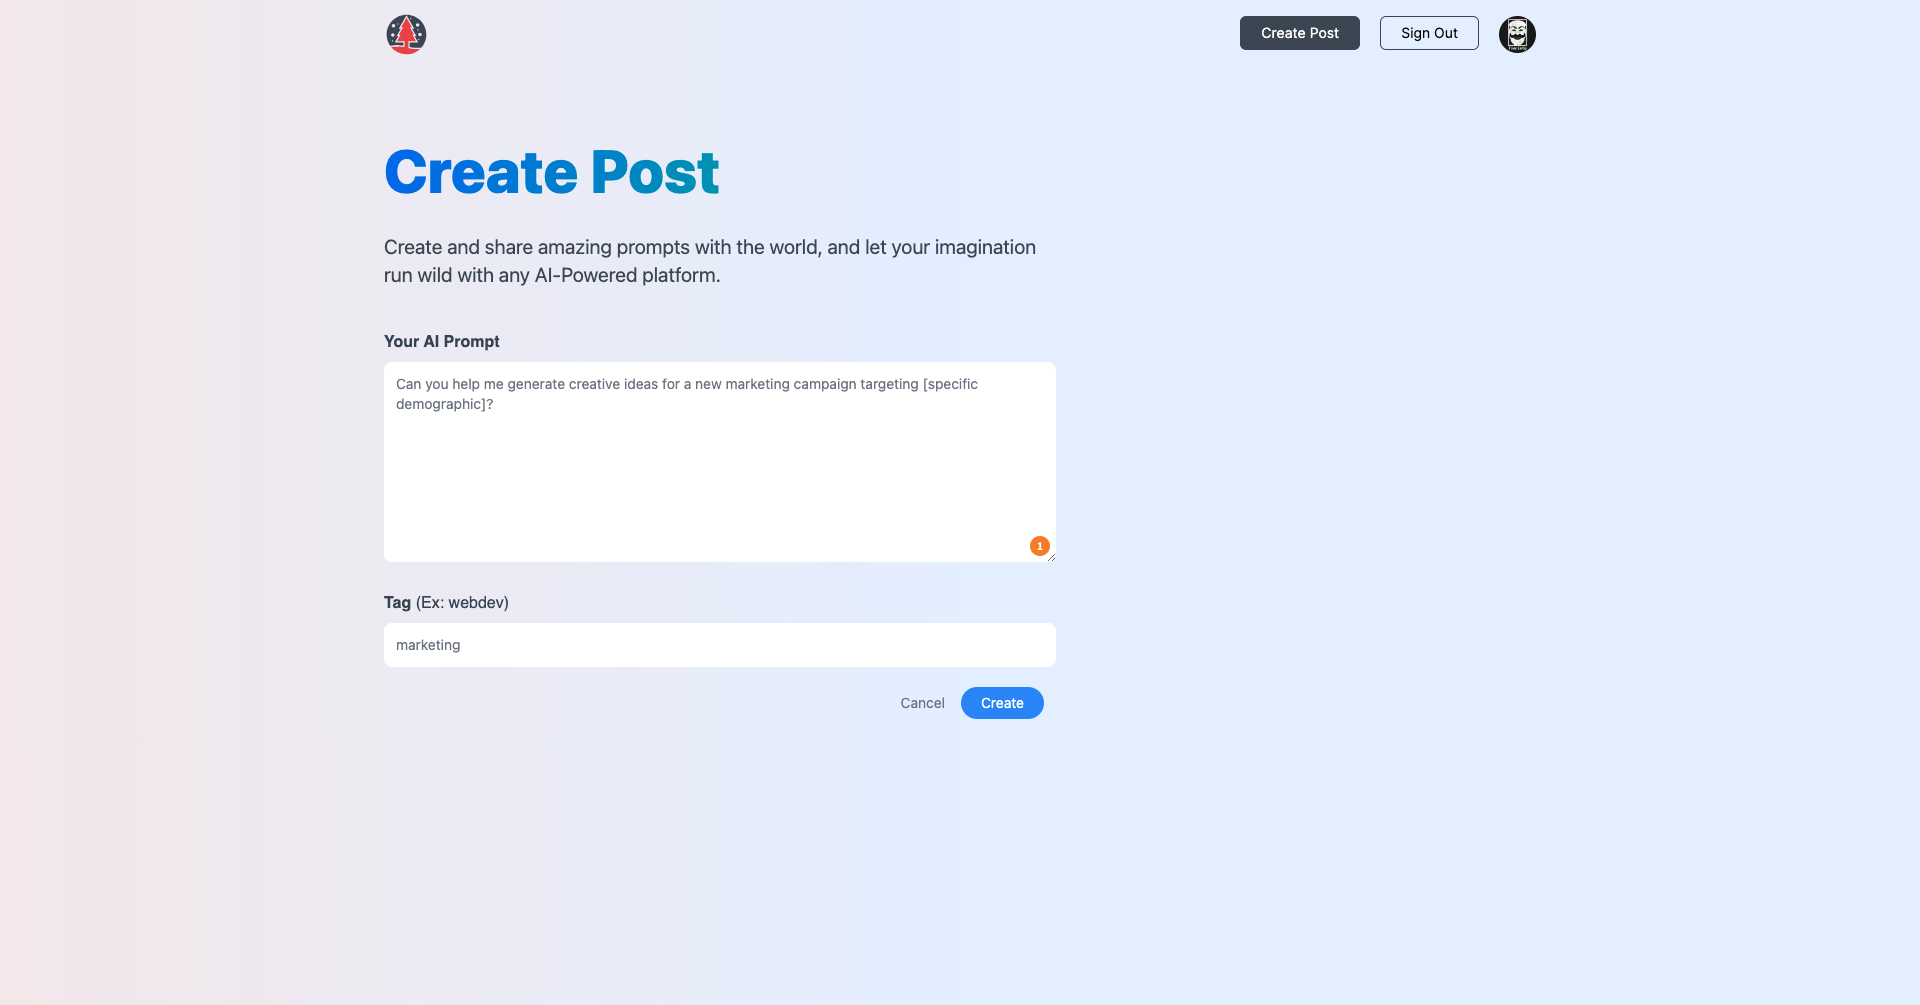 Create Post
Sign Out
Create Post
Create and share amazing prompts with the world, and let your imagination
run wild with any AI-Powered platform.
Your AI Prompt
Can you help me generate creative ideas for a new marketing campaign targeting [specific
demographic]?
1
Tag (Ex: webdev)
marketing
Cancel
Create